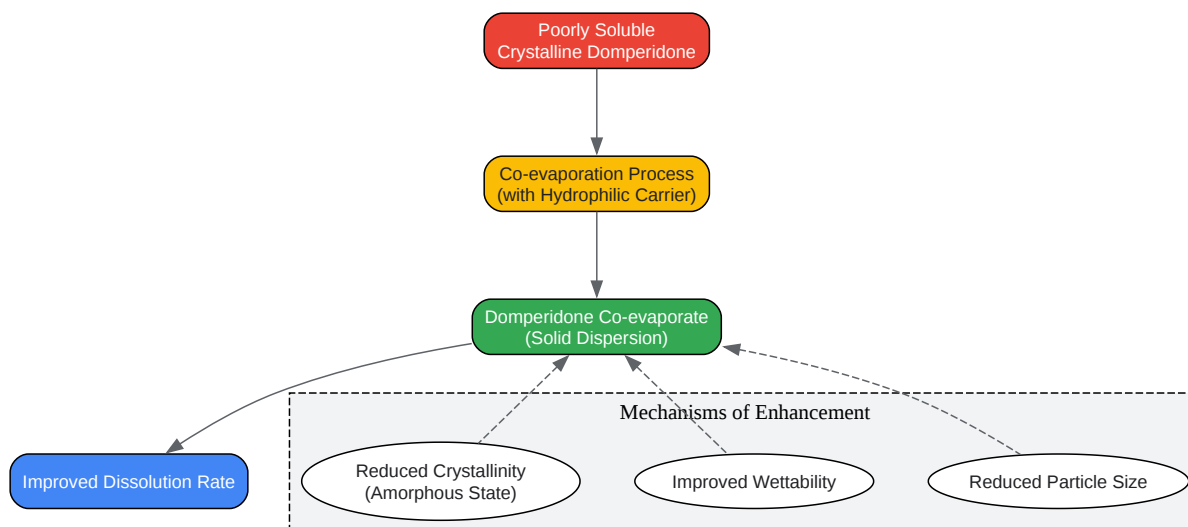 Poorly Soluble
Crystalline Domperidone
Co-evaporation Process
(with Hydrophilic Carrier)
Domperidone Co-evaporate
(Solid Dispersion)
Mechanisms of Enhancement
Improved Dissolution Rate
Reduced Crystallinity
(Amorphous State)
Improved Wettability
Reduced Particle Size